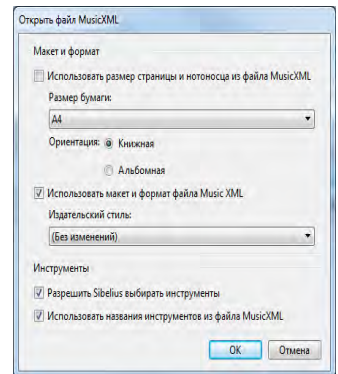 Открыть файл MusicXML
Макет и формат
Использовать размер страницы и нотоносца из файла MusicXML
Размер бумаги:
A4
Ориентация: Книжная
Альбомная
Использовать макет и формат файла Music XML
Издательский стиль:
(Без изменений)
Инструменты
Разрешить Sibelius выбирать инструменты
Использовать названия инструментов из файла MusicXML
OK Отмена